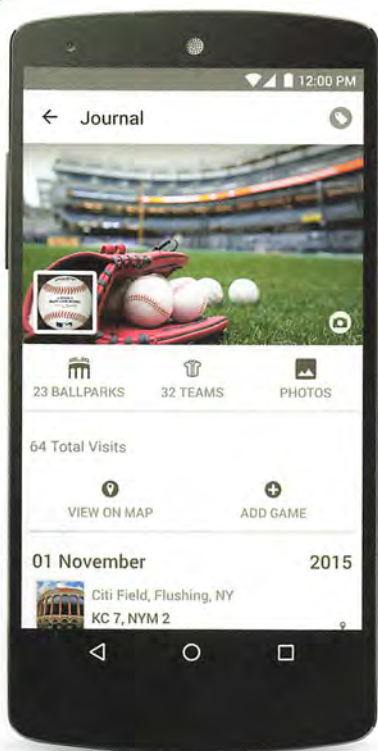 12:00 PM
Journal
23 BALLPARKS 32 TEAMS PHOTOS
64 Total Visits
VIEW ON MAP ADD GAME
01 November 2015
Citi Field, Flushing, NY
KC 7, NYM 2